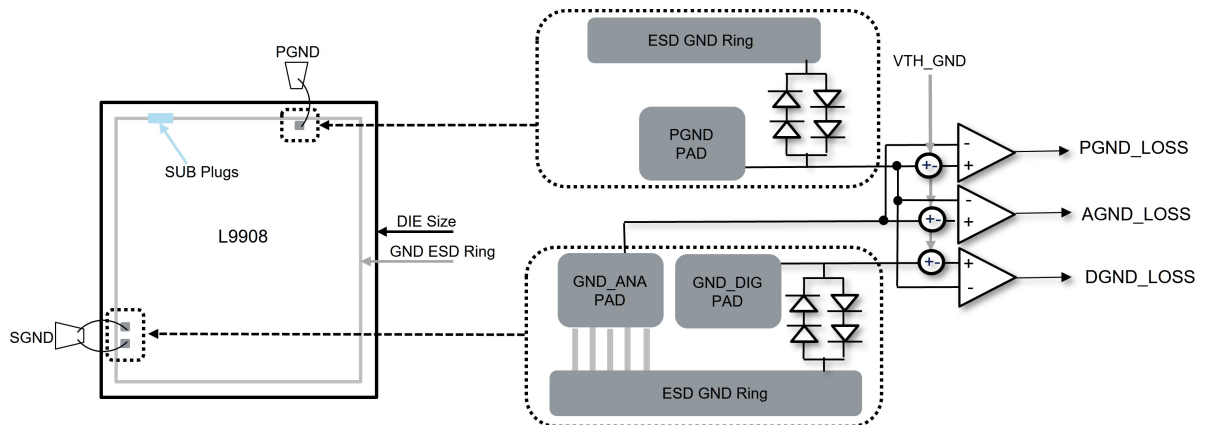 ESD GND Ring
PGND
VTH_GND
PGND
PAD
SUB Plugs
L9908
DIE Size
GND ESD Ring
SGND
GND_ANA
PAD
GND_DIG
PAD
ESD GND Ring
+-
+-
+-
-
+
-
+
+
-
PGND_LOSS
AGND_LOSS
DGND_LOSS